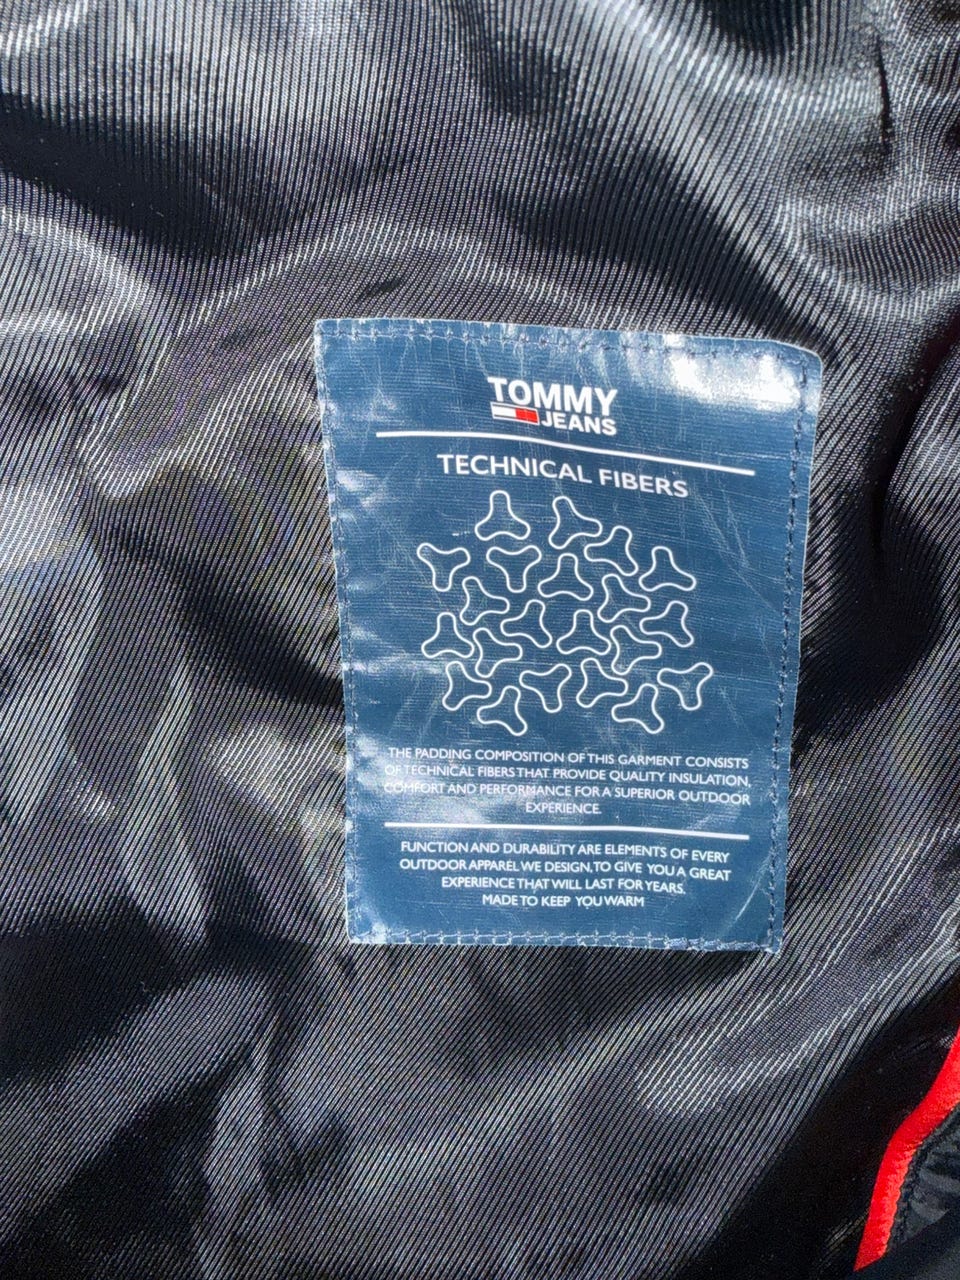 TOMMY
JEANS
TECHNICAL FIBERS
THE PADDING COMPOSITION OF THIS GARMENT CONSISTS
OF TECHNICAL FIBERS THAT PROVIDE QUALITY INSULATION,
COMFORT AND PERFORMANCE FOR A SUPERIOR OUTDOOR
EXPERIENCE.
FUNCTION AND DURABILITY ARE ELEMENTS OF EVERY
OUTDOOR APPAREL WE DESIGN, TO GIVE YOU A GREAT
EXPERIENCE THAT WILL LAST FOR YEARS.
MADE TO KEEP YOU WARM